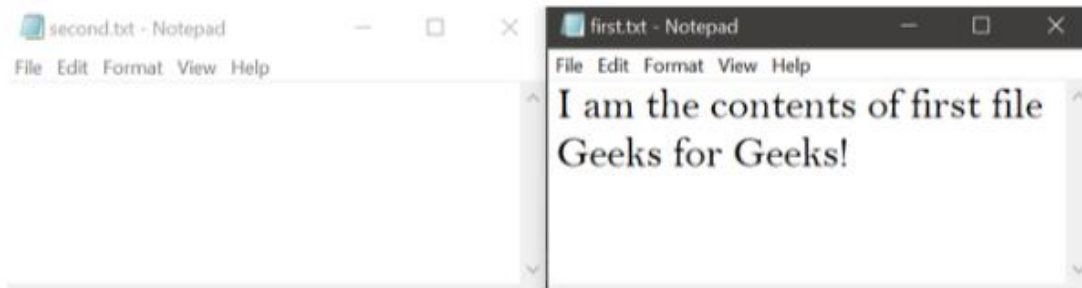 second.txt - Notepad
File Edit Format View Help
first.txt - Notepad
File Edit Format View Help
I am the contents of first file
Geeks for Geeks!